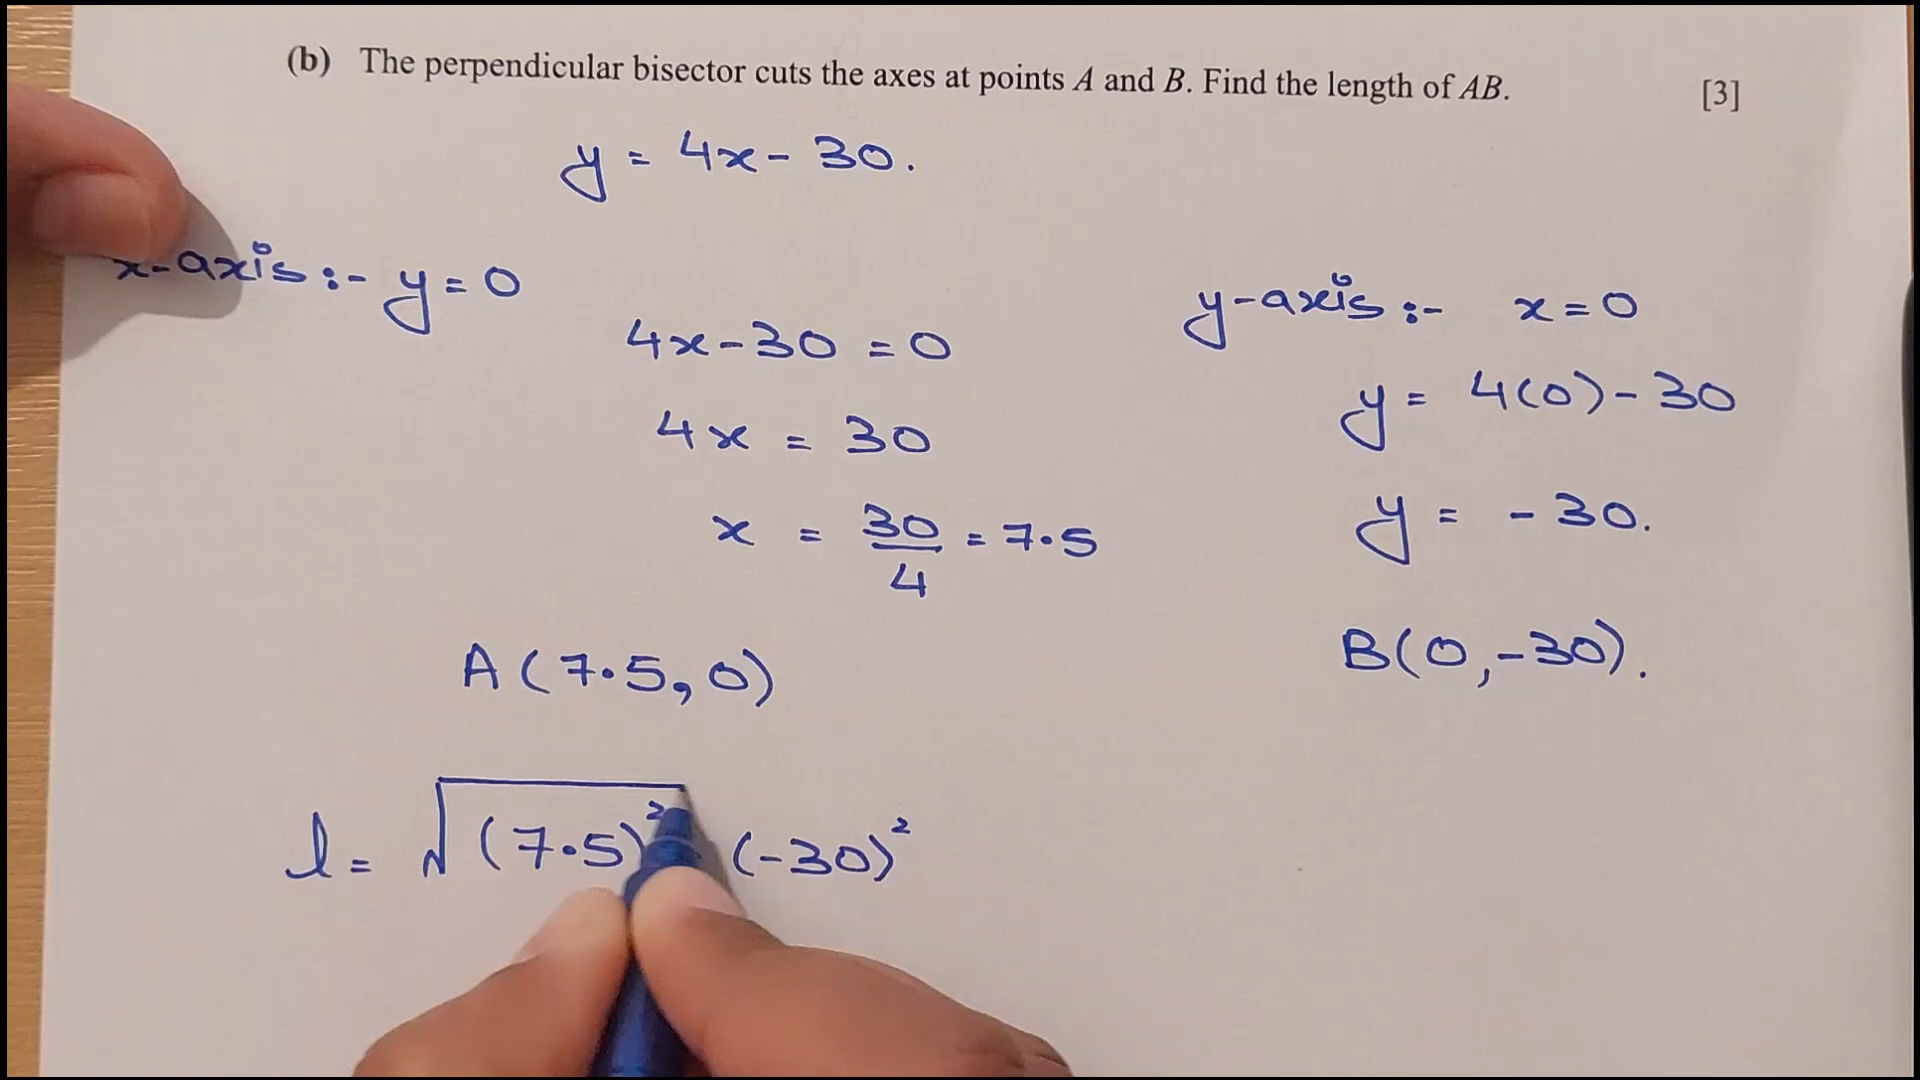 (b) The perpendicular bisector cuts the axes at points A and B. Find the length of AB. [3]
y = 4x - 30.
x-axis :- y = 0
4x - 30 = 0
4x = 30
x = 30/4 = 7.5
A (7.5, 0)
y-axis :- x = 0
y = 4(0) - 30
y = - 30.
B(0, -30).
l = √(7.5)² (-30)²